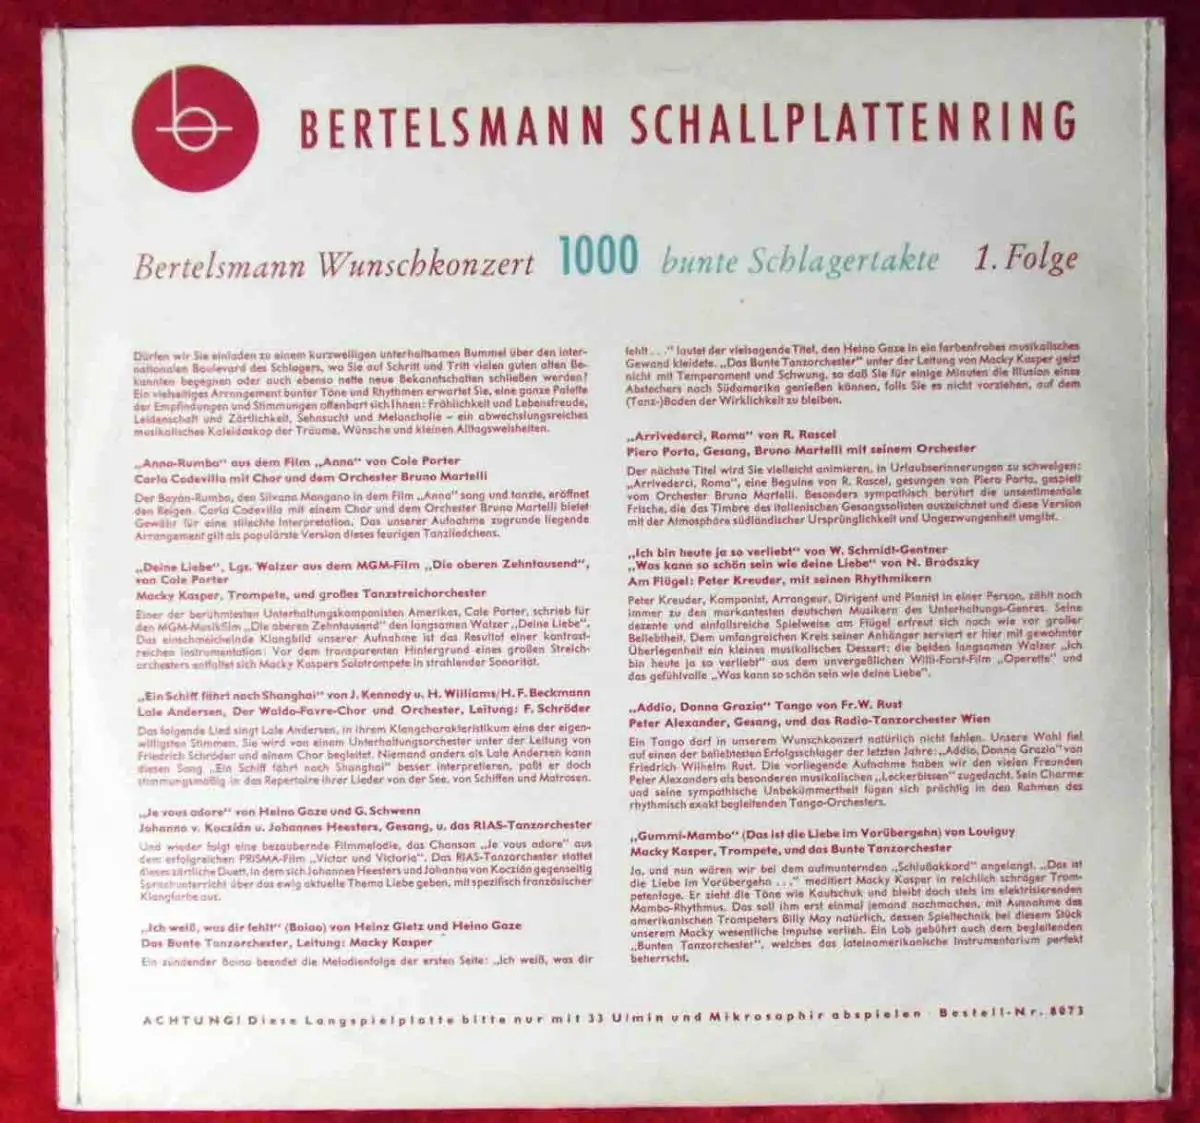 b
BERTELSMANN SCHALLPLATTENRING
Bertelsmann Wunschkonzert 1000 bunte Schlagertakte 1. Folge
Dürfen wir Sie einladen zu einem kurzweiligen unterhaltsamen Bummel über den inter-
nationalen Boulevard des Schlagers, wo Sie auf Schritt und Tritt vielen guten alten Be-
kannten begegnen oder auch ebenso nette neue Bekanntschaften schließen werden?
Ein vielseitiges Arrangement bunter Töne und Rhythmen erwartet Sie, eine ganze Palette
der Empfindungen und Stimmungen offenbart sich Ihnen: Fröhlichkeit und Lebensfreude,
Leidenschaft und Zärtlichkeit, Sehnsucht und Melancholie – ein abwechslungsreiches
musikalisches Kaleidoskop der Träume, Wünsche und kleinen Alltagsweisheiten.
„Anna-Rumba" aus dem Film „Anna" von Cole Porter
Carla Codevilla mit Chor und dem Orchester Bruno Martelli
Der Bayon-Rumba, den Silvana Mangano in dem Film „Anna" sang und tanzte, eröffnet
den Reigen. Carla Codevilla mit einem Chor und dem Orchester Bruno Martelli bietet
Gewähr für eine stilechte Interpretation. Das unserer Aufnahme zugrunde liegende
Arrangement gilt als populärste Version dieses feurigen Tanzliedchens.
„Deine Liebe", Lgs. Walzer aus dem MGM-Film „Die oberen Zehntausend",
von Cole Porter
Macky Kasper, Trompete, und großes Tanzstreichorchester
Einer der berühmtesten Unterhaltungskomponisten Amerikas, Cole Porter, schrieb für
den MGM-Musikfilm „Die oberen Zehntausend" den langsamen Walzer „Deine Liebe".
Das einschmeichelnde Klangbild unserer Aufnahme ist das Resultat einer kontrast-
reichen Instrumentation: Vor dem transparenten Hintergrund eines großen Streich-
orchesters entfaltet sich Macky Kaspers Solotrompete in strahlender Sonorität.
„Ein Schiff fährt nach Shanghai" von J. Kennedy u. H. Williams/H. F. Beckmann
Lale Andersen, Der Waldo-Favre-Chor und Orchester, Leitung: F. Schröder
Das folgende Lied singt Lale Andersen, in ihrem Klangcharakteristikum eine der eigen-
willigsten Stimmen. Sie wird von einem Unterhaltungsorchester unter der Leitung von
Friedrich Schröder und einem Chor begleitet. Niemand anders als Lale Andersen kann
diesen Song „Ein Schiff fährt nach Shanghai" besser interpretieren, paßt er doch
stimmungsmäßig in das Repertoire ihrer Lieder von der See, von Schiffen und Matrosen.
„Je vous adore" von Heino Gaze und G. Schwenn
Johanna v. Koczián u. Johannes Heesters, Gesang, u. das RIAS-Tanzorchester
Und wieder folgt eine bezaubernde Filmmelodie, das Chanson „Je vous adore" aus
dem erfolgreichen PRISMA-Film „Victor und Victoria". Das RIAS-Tanzorchester stattet
dieses zärtliche Duett, in dem sich Johannes Heesters und Johanna von Koczián gegenseitig
Sprachunterricht über das ewig aktuelle Thema Liebe geben, mit spezifisch französischer
Klangfarbe aus.
„Ich weiß, was dir fehlt" (Baiao) von Heinz Gietz und Heino Gaze
Das Bunte Tanzorchester, Leitung: Macky Kasper
Ein zündender Baiao beendet die Melodienfolge der ersten Seite: „Ich weiß, was dir
fehlt . . ." lautet der vielsagende Titel, den Heino Gaze in ein farbenfrohes musikalisches
Gewand kleidete. „Das Bunte Tanzorchester" unter der Leitung von Macky Kasper geizt
nicht mit Temperament und Schwung, so daß Sie für einige Minuten die Illusion eines
Abstechers nach Südamerika genießen können, falls Sie es nicht vorziehen, auf dem
(Tanz-)Boden der Wirklichkeit zu bleiben.
„Arrivederci, Roma" von R. Rascel
Piero Porta, Gesang, Bruno Martelli mit seinem Orchester
Der nächste Titel wird Sie vielleicht animieren, in Urlaubserinnerungen zu schwelgen:
„Arrivederci, Roma", eine Beguine von R. Rascel, gesungen von Piero Porta, gespielt
vom Orchester Bruno Martelli. Besonders sympathisch berührt die unsentimentale
Frische, die das Timbre des italienischen Gesangssolisten auszeichnet und diese Version
mit der Atmosphäre südländischer Ursprünglichkeit und Ungezwungenheit umgibt.
„Ich bin heute ja so verliebt" von W. Schmidt-Gentner
„Was kann so schön sein wie deine Liebe" von N. Brodszky
Am Flügel: Peter Kreuder, mit seinen Rhythmikern
Peter Kreuder, Komponist, Arrangeur, Dirigent und Pianist in einer Person, zählt noch
immer zu den markantesten deutschen Musikern des Unterhaltungs-Genres. Seine
dezente und einfallsreiche Spielweise am Flügel erfreut sich nach wie vor großer
Beliebtheit. Dem umfangreichen Kreis seiner Anhänger serviert er hier mit gewohnter
Überlegenheit ein kleines musikalisches Dessert: die beiden langsamen Walzer „Ich
bin heute ja so verliebt" aus dem unvergeßlichen Willi-Forst-Film „Operette" und
das gefühlvolle „Was kann so schön sein wie deine Liebe".
„Addio, Donna Grazia" Tango von Fr. W. Rust
Peter Alexander, Gesang, und das Radio-Tanzorchester Wien
Ein Tango darf in unserem Wunschkonzert natürlich nicht fehlen. Unsere Wahl fiel
auf einen der beliebtesten Erfolgsschlager der letzten Jahre: „Addio, Donna Grazia" von
Friedrich Wilhelm Rust. Die vorliegende Aufnahme haben wir den vielen Freunden
Peter Alexanders als besonderen musikalischen „Leckerbissen" zugedacht. Sein Charme
und seine sympathische Unbekümmertheit fügen sich prächtig in den Rahmen des
rhythmisch exakt begleitenden Tango-Orchesters.
„Gummi-Mambo" (Das ist die Liebe im Vorübergehn) von Louiguy
Macky Kasper, Trompete, und das Bunte Tanzorchester
Ja, und nun wären wir bei dem aufmunternden „Schlußakkord" angelangt. „Das ist
die Liebe im Vorübergehn . . ." meditiert Macky Kasper in reichlich schräger Trom-
petenlage. Er zieht die Töne wie Kautschuk und bleibt doch stets im elektrisierenden
Mambo-Rhythmus. Das soll ihm erst einmal jemand nachmachen, mit Ausnahme des
amerikanischen Trompeters Billy May natürlich, dessen Spieltechnik bei diesem Stück
unserem Macky wesentliche Impulse verlieh. Ein Lob gebührt auch dem begleitenden
„Bunten Tanzorchester", welches das lateinamerikanische Instrumentarium perfekt
beherrscht.
ACHTUNG! Diese Langspielplatte bitte nur mit 33 U/min und Mikrosaphir abspielen · Bestell-Nr. 8073